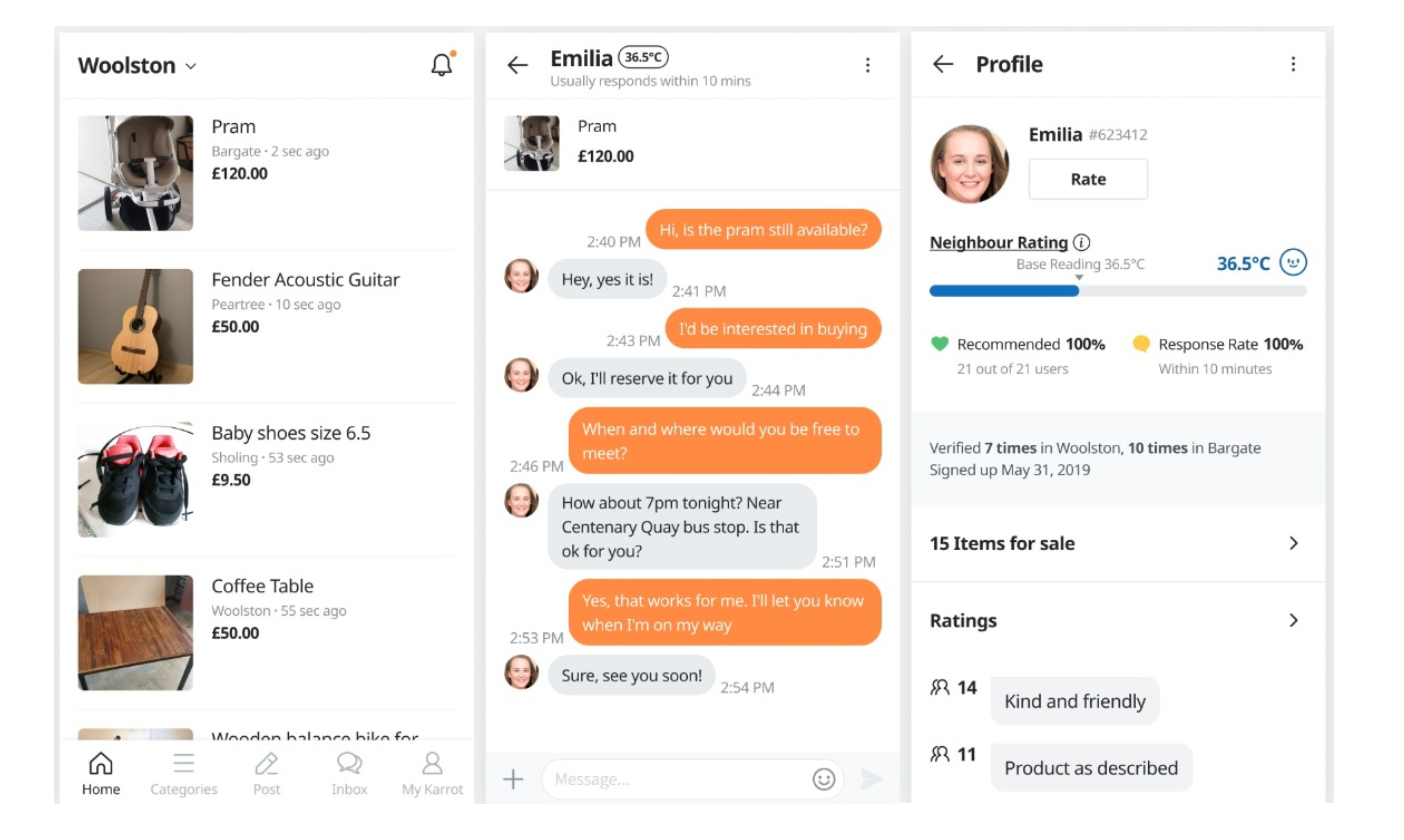 Woolston
Pram
Bargate · 2 sec ago
£120.00
Fender Acoustic Guitar
Peartree · 10 sec ago
£50.00
Baby shoes size 6.5
Sholing · 53 sec ago
£9.50
Coffee Table
Woolston · 55 sec ago
£50.00
Wooden balance bike for
Home
Categories
Post
Inbox
My Karrot
Emilia 36.5°C
Usually responds within 10 mins
Pram
£120.00
Hi, is the pram still available?
2:40 PM
Hey, yes it is!
2:41 PM
I'd be interested in buying
2:43 PM
Ok, I'll reserve it for you
2:44 PM
When and where would you be free to
meet?
2:46 PM
How about 7pm tonight? Near
Centenary Quay bus stop. Is that
ok for you?
2:51 PM
Yes, that works for me. I'll let you know
when I'm on my way
2:53 PM
Sure, see you soon!
2:54 PM
Message...
Profile
Emilia #623412
Rate
Neighbour Rating
Base Reading 36.5°C
36.5°C
Recommended 100%
21 out of 21 users
Response Rate 100%
Within 10 minutes
Verified 7 times in Woolston, 10 times in Bargate
Signed up May 31, 2019
15 Items for sale
Ratings
14 Kind and friendly
11 Product as described